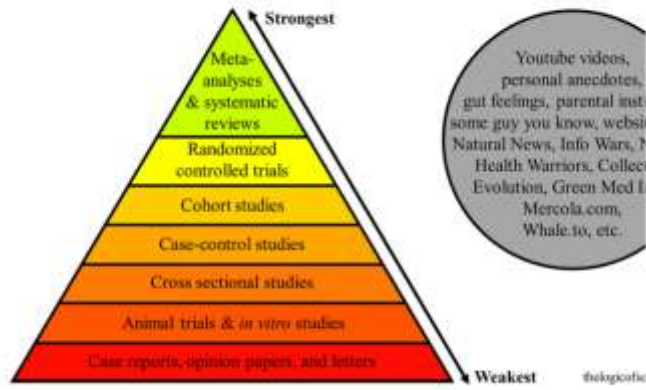 Strongest
Meta-
analyses
& systematic
reviews
Randomized
controlled trials
Cohort studies
Case-control studies
Cross sectional studies
Animal trials & in vitro studies
Case reports, opinion papers, and letters
Weakest
Youtube videos,
personal anecdotes,
gut feelings, parental
some guy you know,
Natural News, Info Wars,
Health Warriors,
Evolution, Green Med
Mercola.com,
Whale.to, etc.